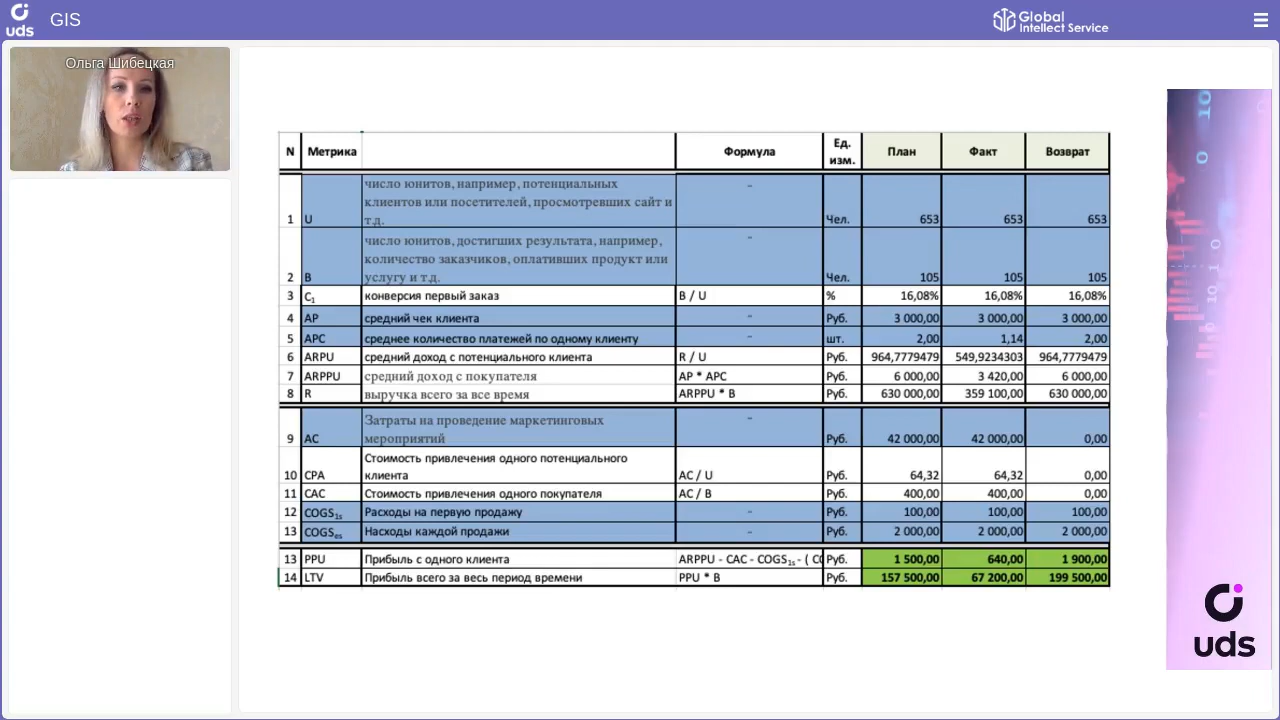 uds
GIS
Global
Intellect Service
Ольга Шибецкая
N Метрика Формула Ед. изм. План Факт Возврат
1 U число юнитов, например, потенциальных клиентов или посетителей, просмотревших сайт и т.д. - Чел. 653 653 653
2 B число юнитов, достигших результата, например, количество заказчиков, оплативших продукт или услугу и т.д. - Чел. 105 105 105
3 C₁ конверсия первый заказ B / U % 16,08% 16,08% 16,08%
4 AP средний чек клиента - Руб. 3 000,00 3 000,00 3 000,00
5 APC среднее количество платежей по одному клиенту - шт. 2,00 1,14 2,00
6 ARPU средний доход с потенциального клиента R / U Руб. 964,7779479 549,9234303 964,7779479
7 ARPPU средний доход с покупателя AP * APC Руб. 6 000,00 3 420,00 6 000,00
8 R выручка всего за все время ARPPU * B Руб. 630 000,00 359 100,00 630 000,00
9 AC Затраты на проведение маркетинговых мероприятий - Руб. 42 000,00 42 000,00 0,00
10 CPA Стоимость привлечения одного потенциального клиента AC / U Руб. 64,32 64,32 0,00
11 CAC Стоимость привлечения одного покупателя AC / B Руб. 400,00 400,00 0,00
12 COGS1s Расходы на первую продажу - Руб. 100,00 100,00 100,00
13 COGSes Насходы каждой продажи - Руб. 2 000,00 2 000,00 2 000,00
13 PPU Прибыль с одного клиента ARPPU - CAC - COGS1s - ( CO Руб. 1 500,00 640,00 1 900,00
14 LTV Прибыль всего за весь период времени PPU * B Руб. 157 500,00 67 200,00 199 500,00
uds